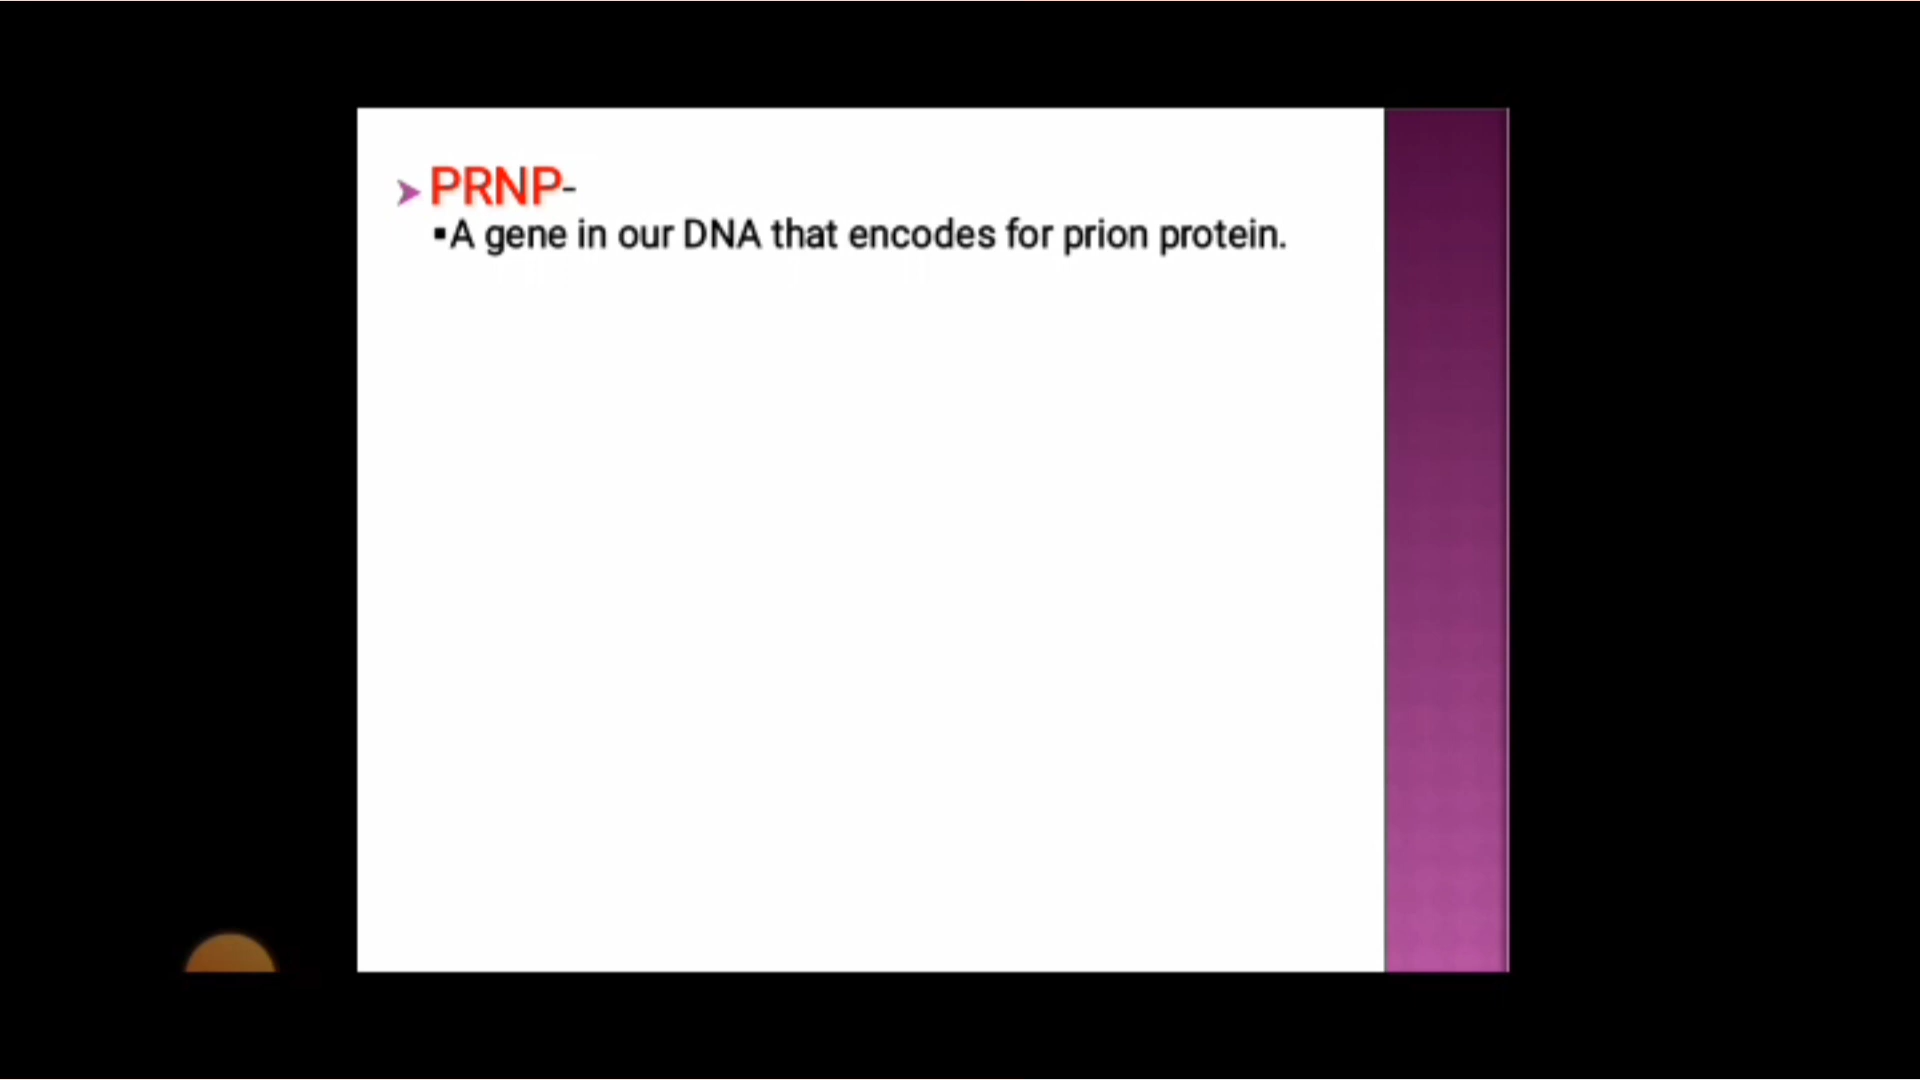 ➤PRNP-
▪A gene in our DNA that encodes for prion protein.